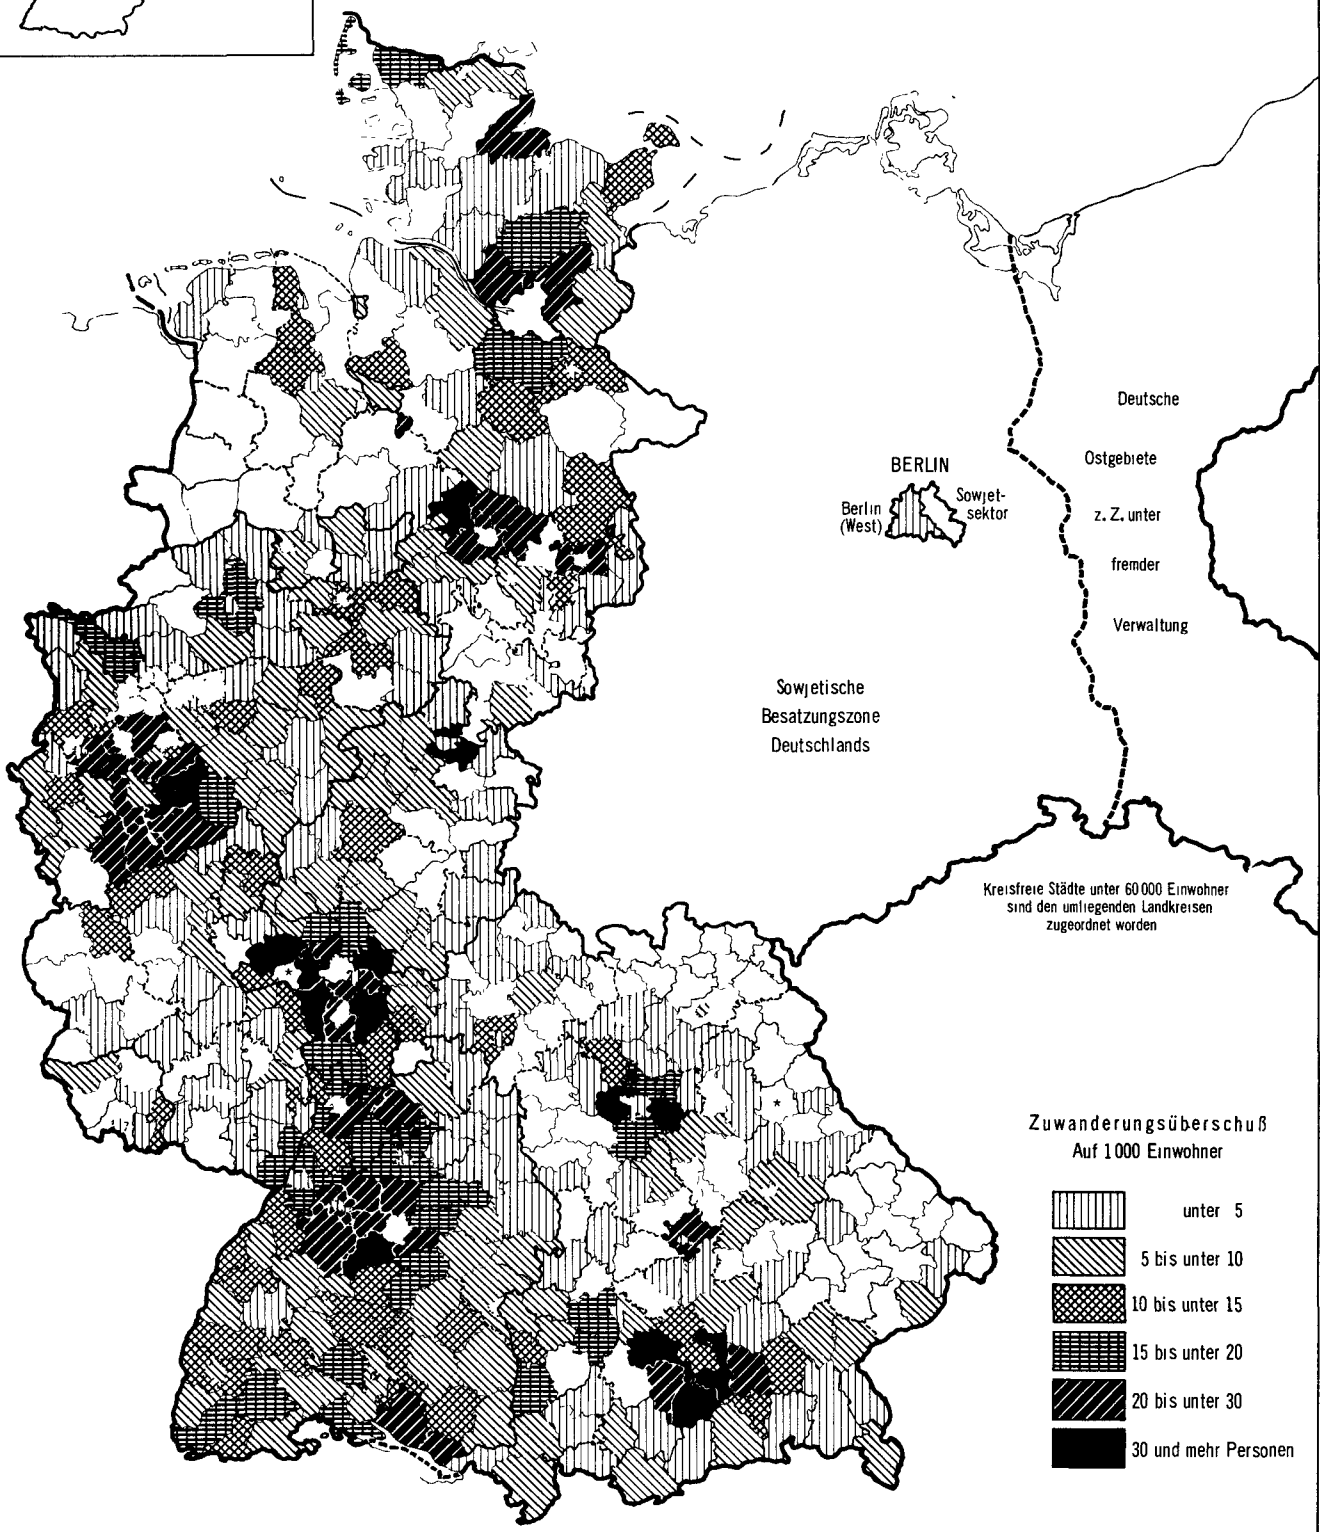 Deutsche
Ostgebiete
z. Z. unter
fremder
Verwaltung
BERLIN
Berlin
(West)
Sowjet-
sektor
Sowjetische
Besatzungszone
Deutschlands
Kreisfreie Städte unter 60 000 Einwohner
sind den umliegenden Landkreisen
zugeordnet worden
Zuwanderungsüberschuß
Auf 1000 Einwohner
unter 5
5 bis unter 10
10 bis unter 15
15 bis unter 20
20 bis unter 30
30 und mehr Personen